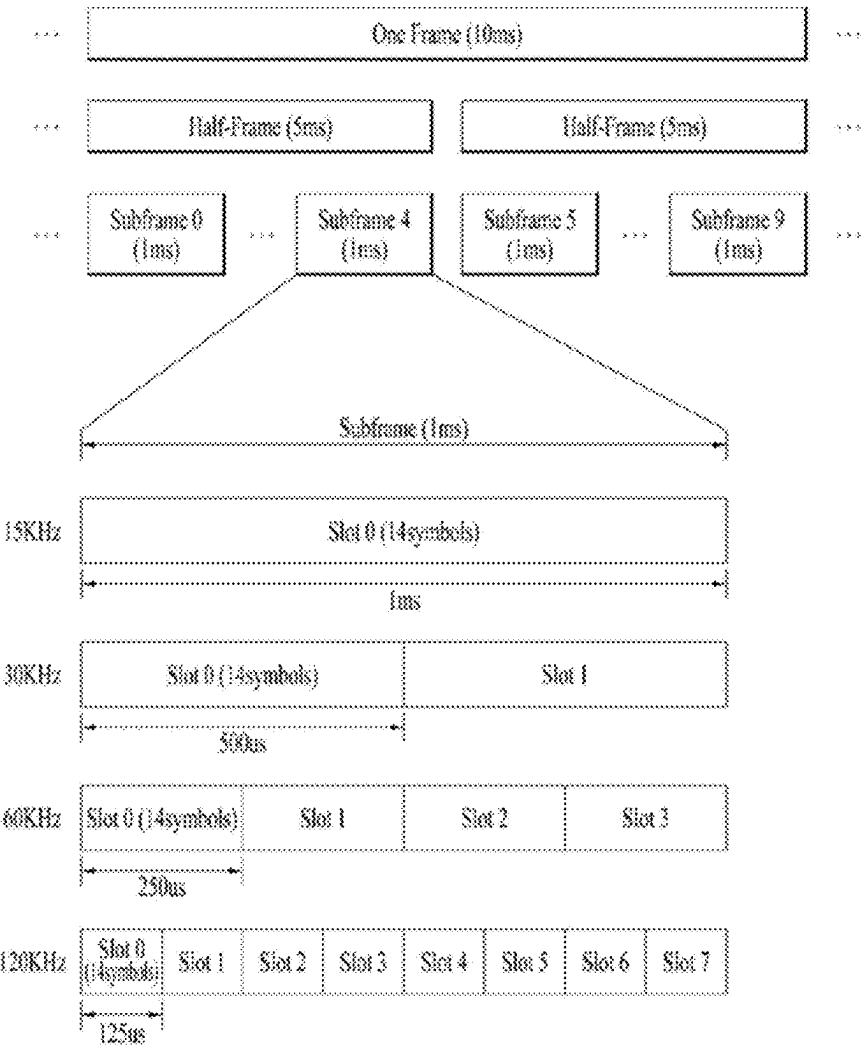 One Frame (10ms)
Half-Frame (5ms)
Half-Frame (5ms)
Subframe 0
(1ms)
Subframe 4
(1ms)
Subframe 5
(1ms)
Subframe 9
(1ms)
Subframe (1ms)
15KHz
Slot 0 (14symbols)
1ms
30KHz
Slot 0 (14symbols)
Slot 1
500us
60KHz
Slot 0 (14symbols)
Slot 1
Slot 2
Slot 3
250us
120KHz
Slot 0
(14symbols)
Slot 1
Slot 2
Slot 3
Slot 4
Slot 5
Slot 6
Slot 7
125us